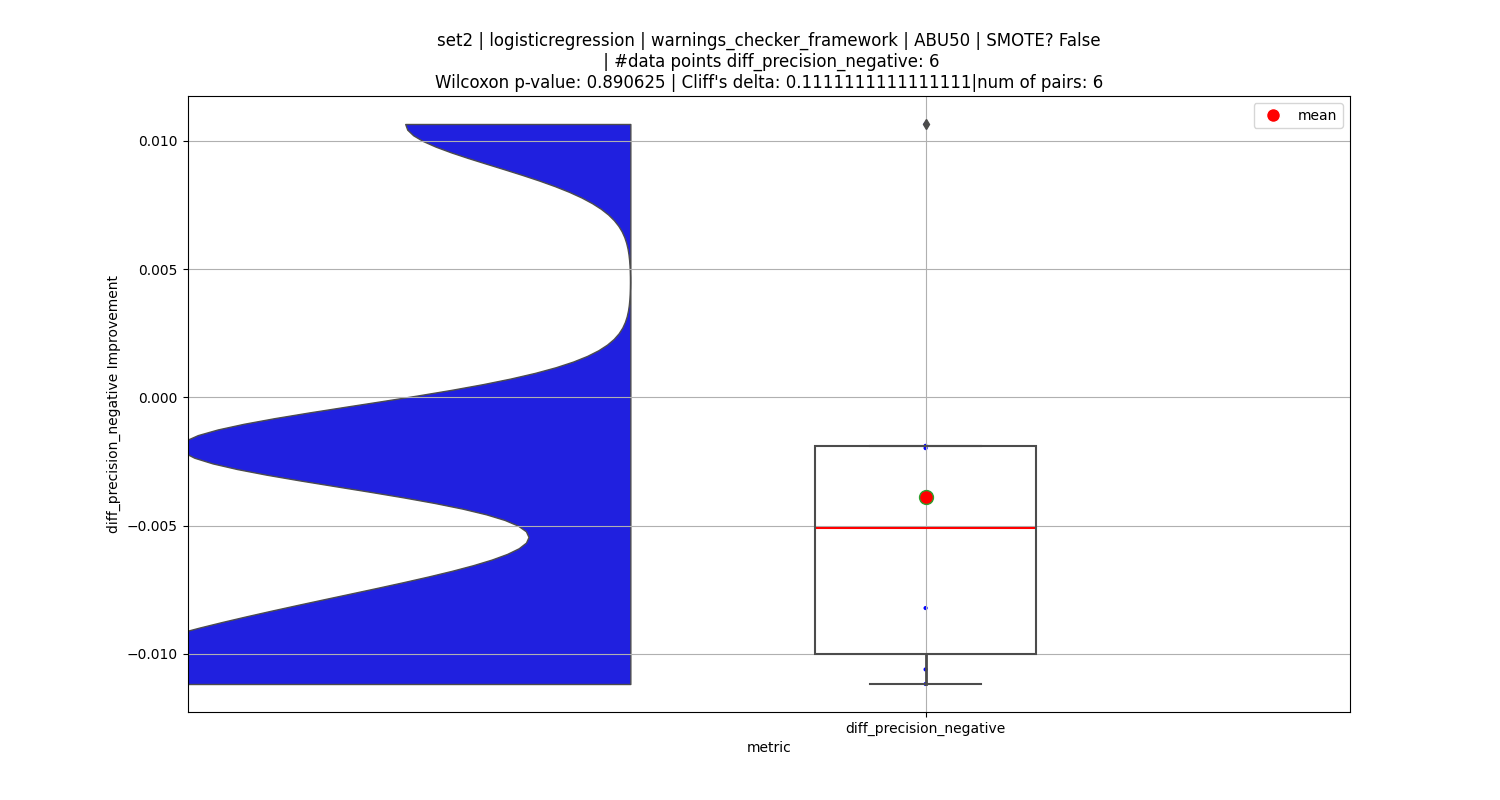 set2 | logisticregression | warnings_checker_framework | ABU50 | SMOTE? False
| #data points diff_precision_negative: 6
Wilcoxon p-value: 0.890625 | Cliff's delta: 0.1111111111111111|num of pairs: 6
mean
0.010
0.005
0.000
−0.005
−0.010
diff_precision_negative Improvement
diff_precision_negative
metric